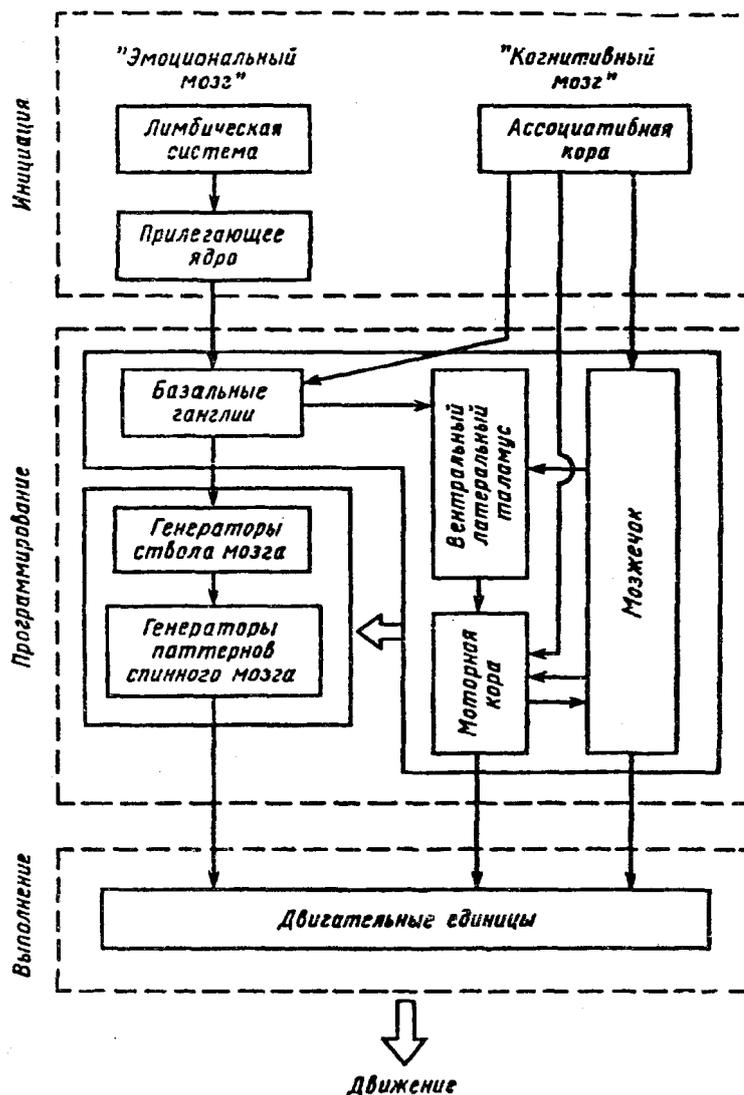 "Эмоциональный
мозг"
"Когнитивный
мозг"
Инициация
Лимбическая
система
Ассоциативная
кора
Прилегающее
ядро
Программирование
Базальные
ганглии
Вентральный
латеральный
таламус
Мозжечок
Генераторы
ствола мозга
Генераторы
паттернов
спинного мозга
Моторная
кора
Выполнение
Двигательные единицы
Движение